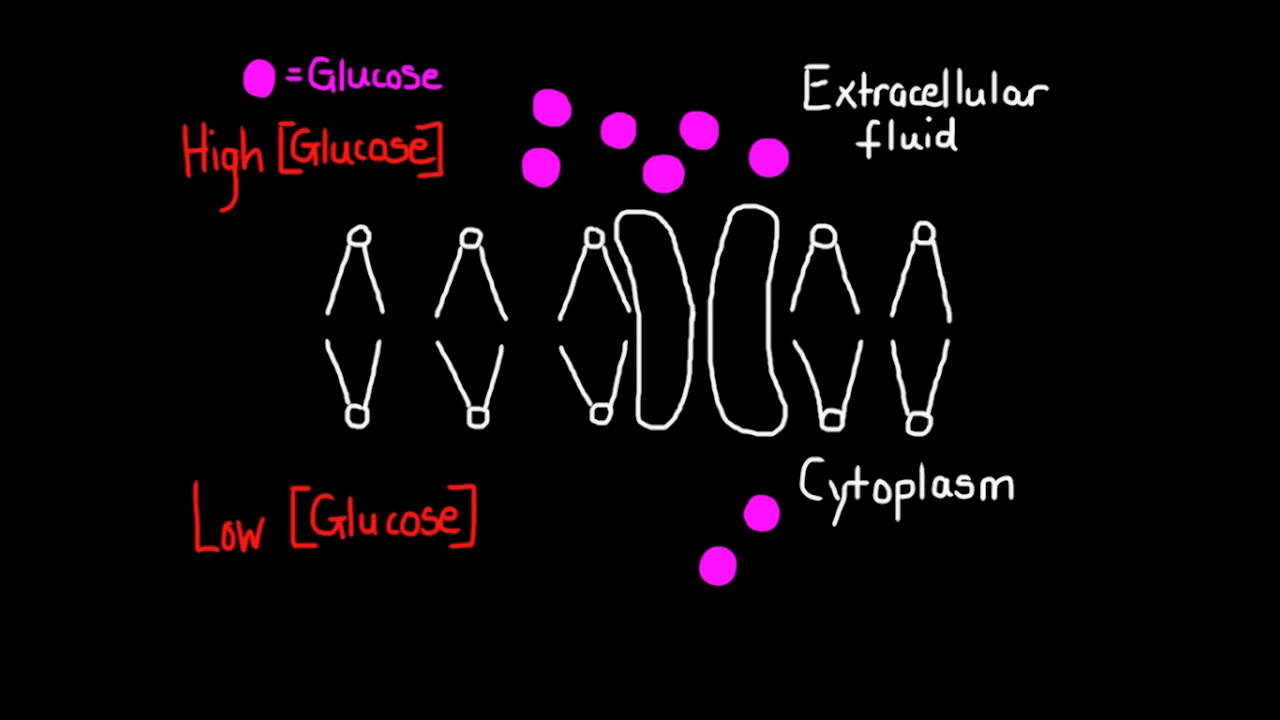 =Glucose
High [Glucose]
Extracellular
fluid
Cytoplasm
Low [Glucose]